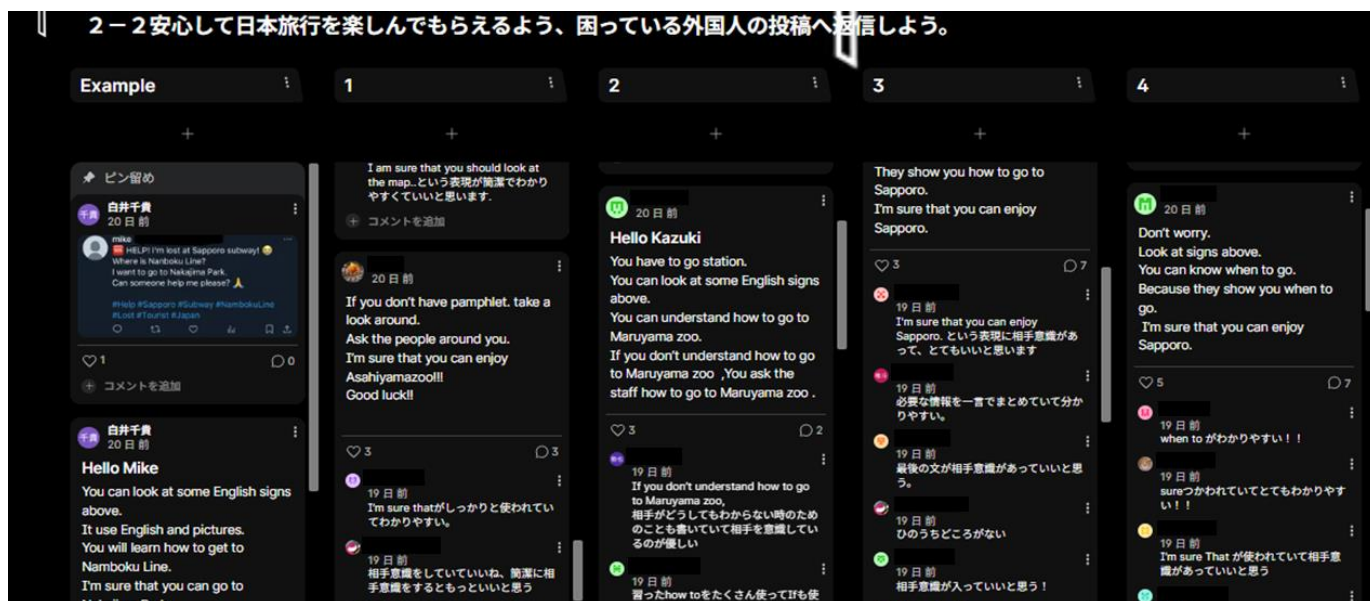 ２－２安心して日本旅行を楽しんでもらえるよう、困っている外国人の投稿へ返信しよう。
Example
1
2
3
4
ピン留め
白井千貴
20 日前
mike
HELP! I'm lost at Sapporo subway!
Where is Nanboku Line?
I want to go to Nakajima Park.
Can someone help me please?
#Help #Sapporo #Subway #NambokuLine
#Lost #Tourist #Japan
1
0
コメントを追加
白井千貴
20 日前
Hello Mike
You can look at some English signs
above.
It use English and pictures.
You will learn how to get to
Namboku Line.
I'm sure that you can go to
I am sure that you should look at
the map..という表現が簡潔でわかり
やすくていいと思います.
コメントを追加
20 日前
If you don't have pamphlet. take a
look around.
Ask the people around you.
I'm sure that you can enjoy
Asahiyamazoo!!!
Good luck!!
3
3
19 日前
I'm sure thatがしっかりと使われてい
てわかりやすい。
19 日前
相手意識をしていていいね、簡潔に相
手意識をするともっといいと思う
20 日前
Hello Kazuki
You have to go station.
You can look at some English signs
above.
You can understand how to go to
Maruyama zoo.
If you don't understand how to go
to Maruyama zoo ,You ask the
staff how to go to Maruyama zoo .
3
2
19 日前
If you don't understand how to go
to Maruyama zoo,
相手がどうしてもわからない時のため
のことも書いていて相手を意識してい
るのが優しい
19 日前
習ったhow toをたくさん使ってIfも使
They show you how to go to
Sapporo.
I'm sure that you can enjoy
Sapporo.
3
7
19 日前
I'm sure that you can enjoy
Sapporo. という表現に相手意識があ
って、とてもいいと思います
19 日前
必要な情報を一言でまとめていて分か
りやすい。
19 日前
最後の文が相手意識があっていいと思
う。
19 日前
ひのうちどころがない
19 日前
相手意識が入っていいと思う！
20 日前
Don't worry.
Look at signs above.
You can know when to go.
Because they show you when to
go.
I'm sure that you can enjoy
Sapporo.
5
7
19 日前
when to がわかりやすい！！
19 日前
sureつかわれていてとてもわかりやす
い！！
19 日前
I'm sure That が使われていて相手意
識があっていいと思う